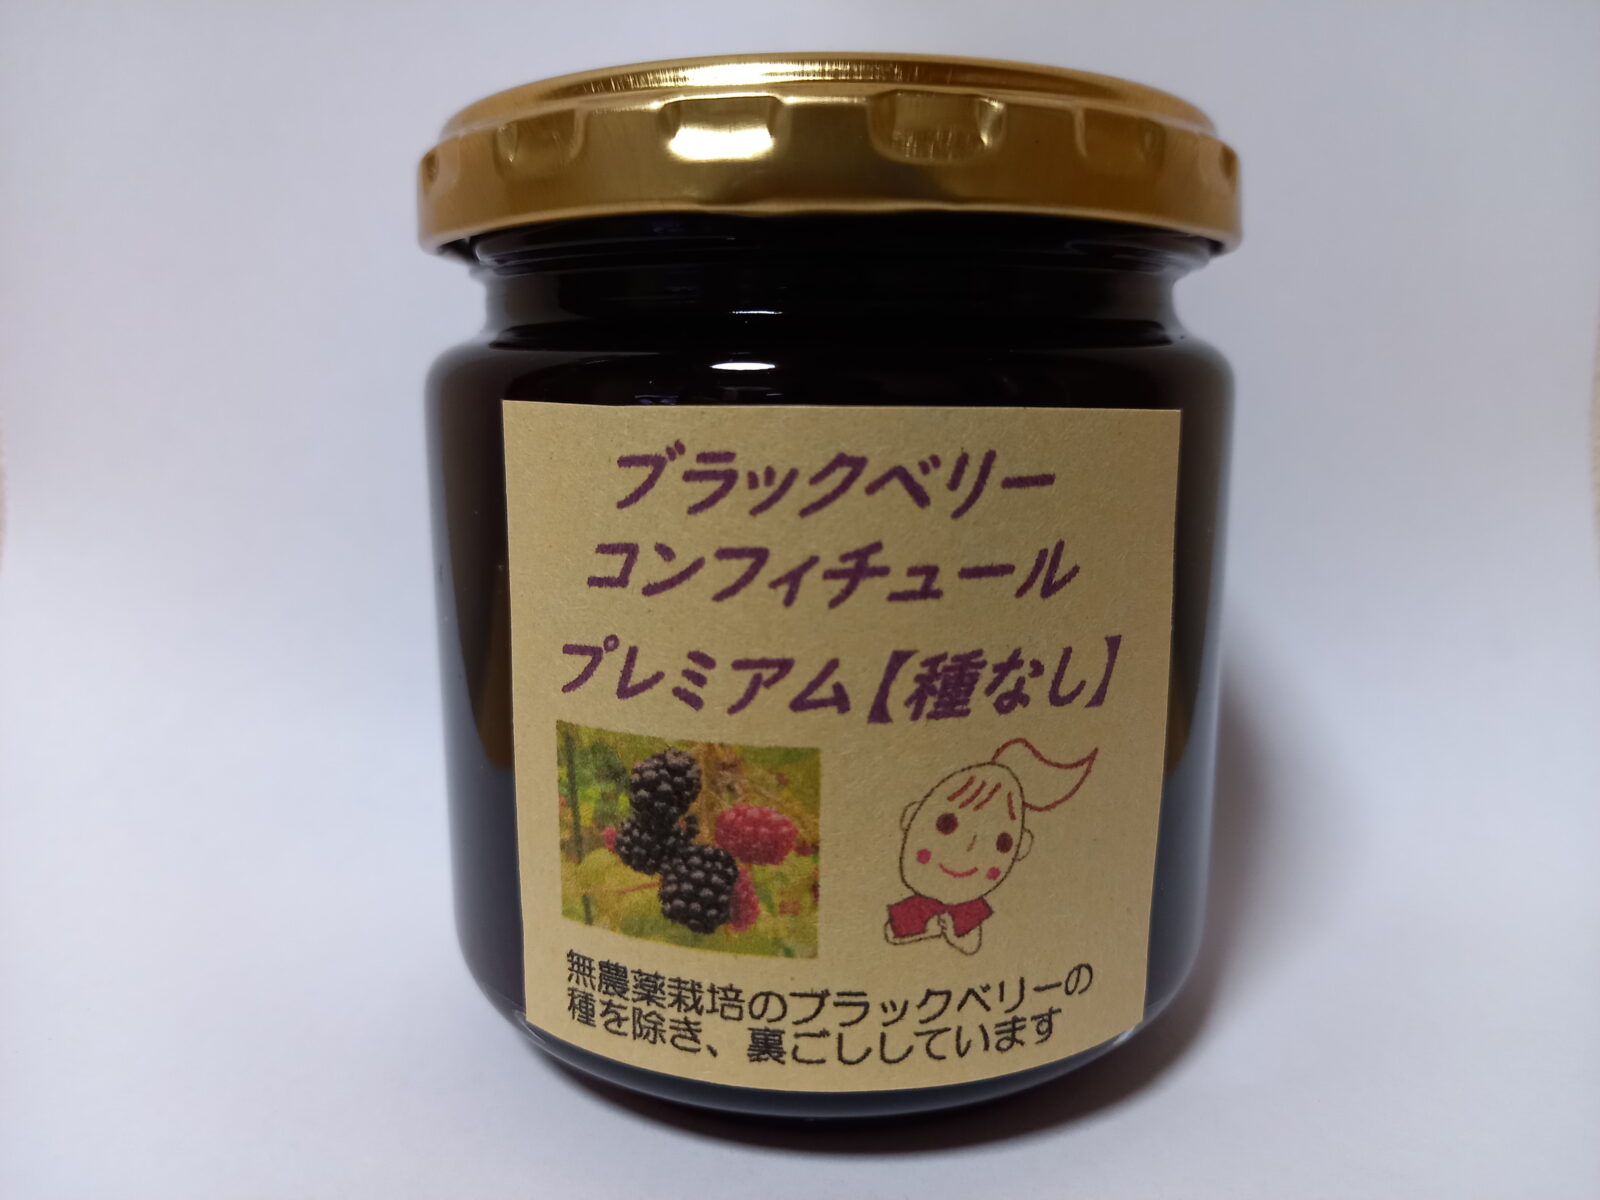 ブラックベリー
コンフィチュール
プレミアム【種なし】
無農薬栽培のブラックベリーの
種を除き、裏ごししています